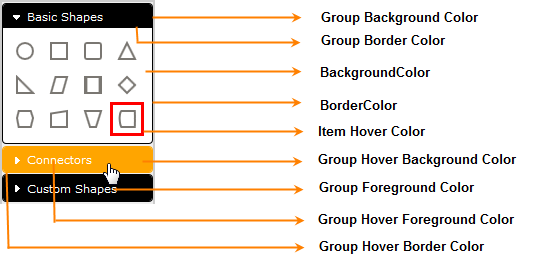 Basic Shapes
Group Background Color
Group Border Color
BackgroundColor
BorderColor
Item Hover Color
Connectors
Group Hover Background Color
Custom Shapes
Group Foreground Color
Group Hover Foreground Color
Group Hover Border Color